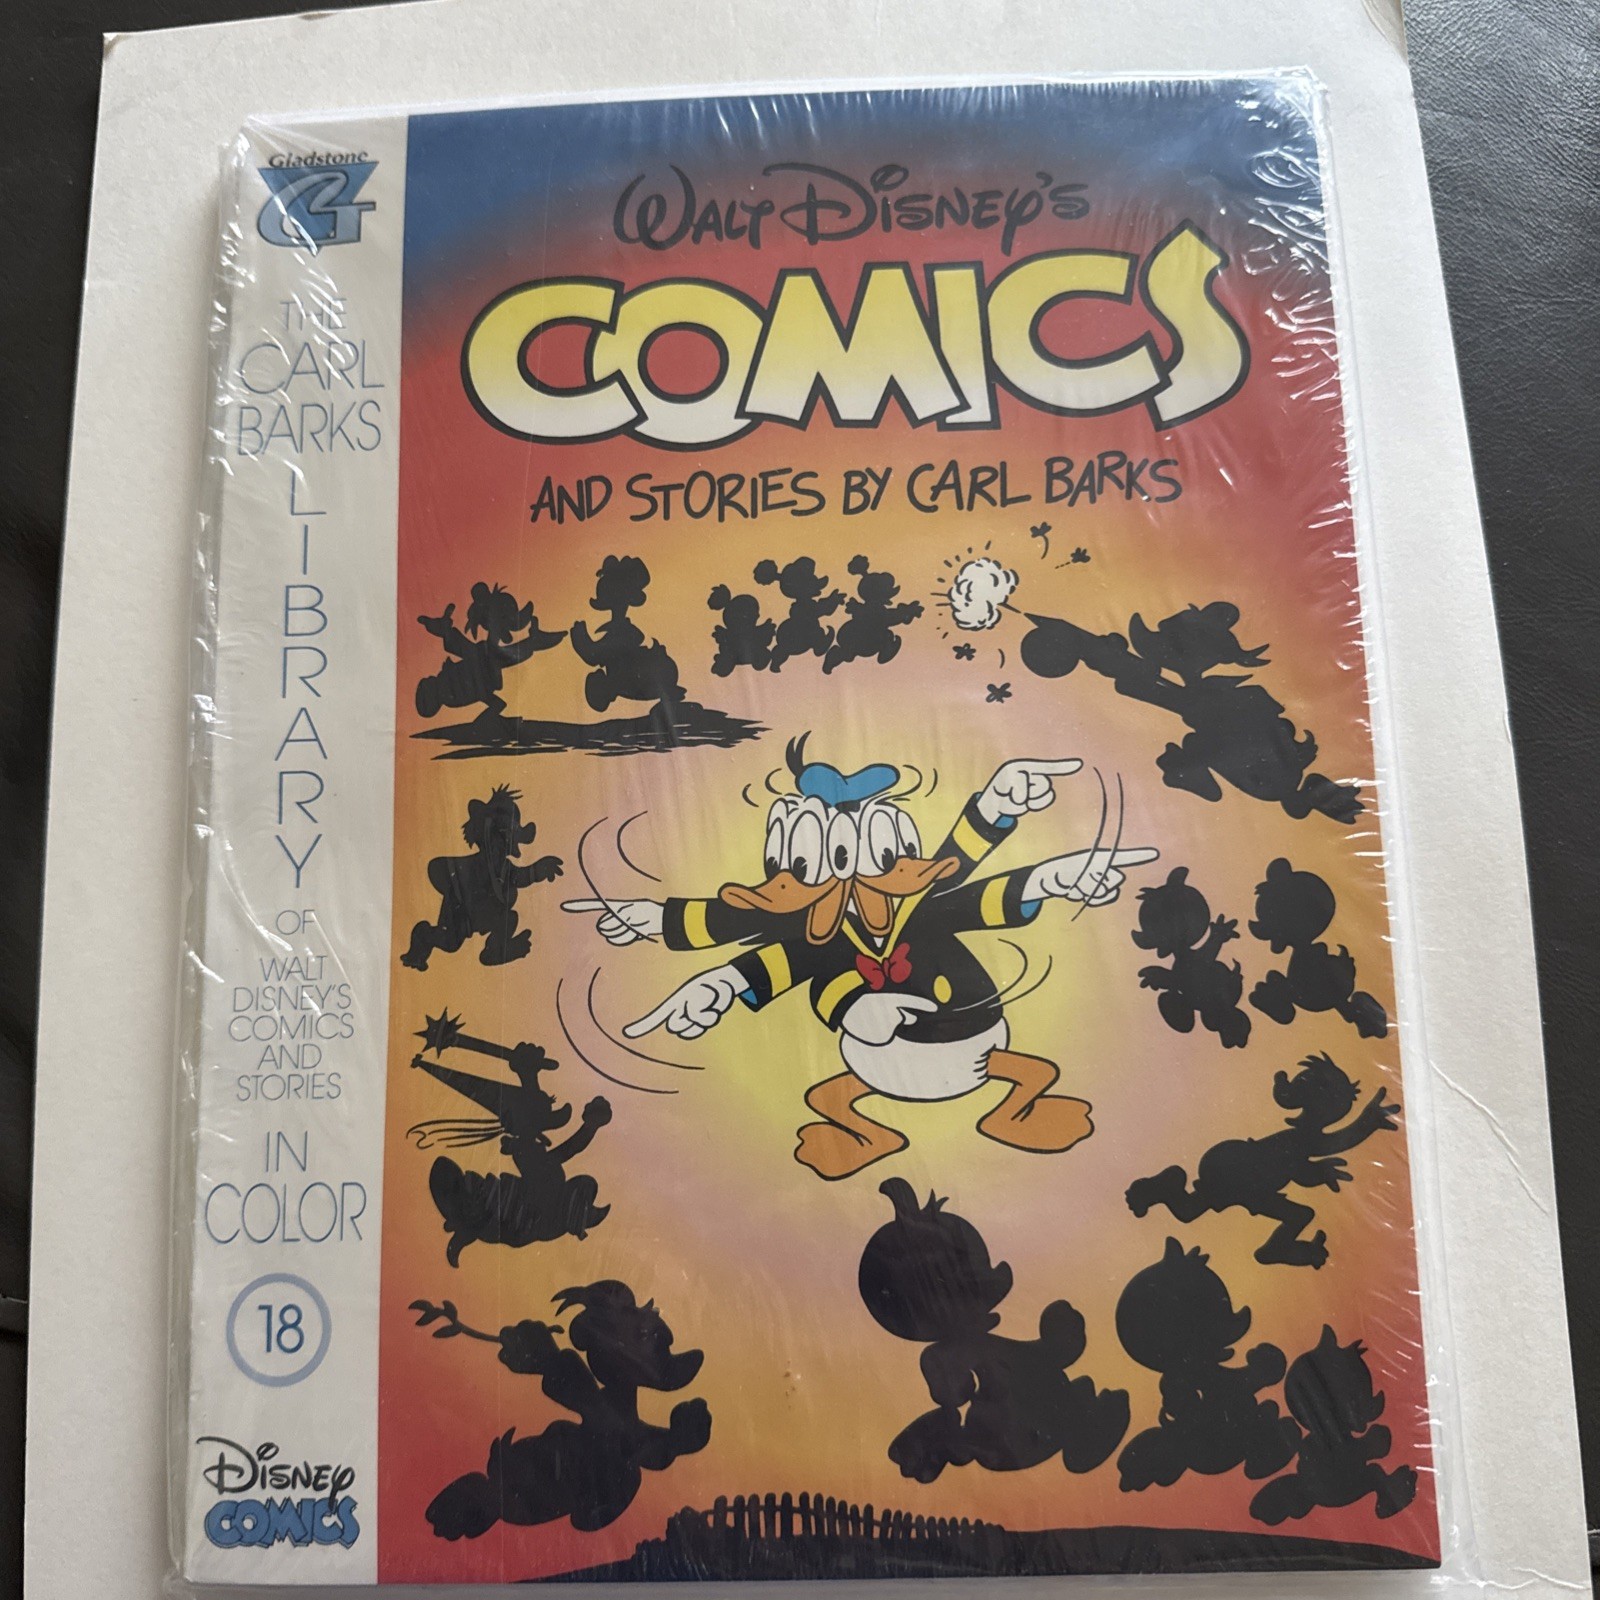 Gladstone
THE
CARL
BARKS
LIBRARY
OF
WALT
DISNEY'S
COMICS
AND
STORIES
IN
COLOR
18
DISNEY
COMICS
WALT DISNEY'S
COMICS
AND STORIES BY CARL BARKS